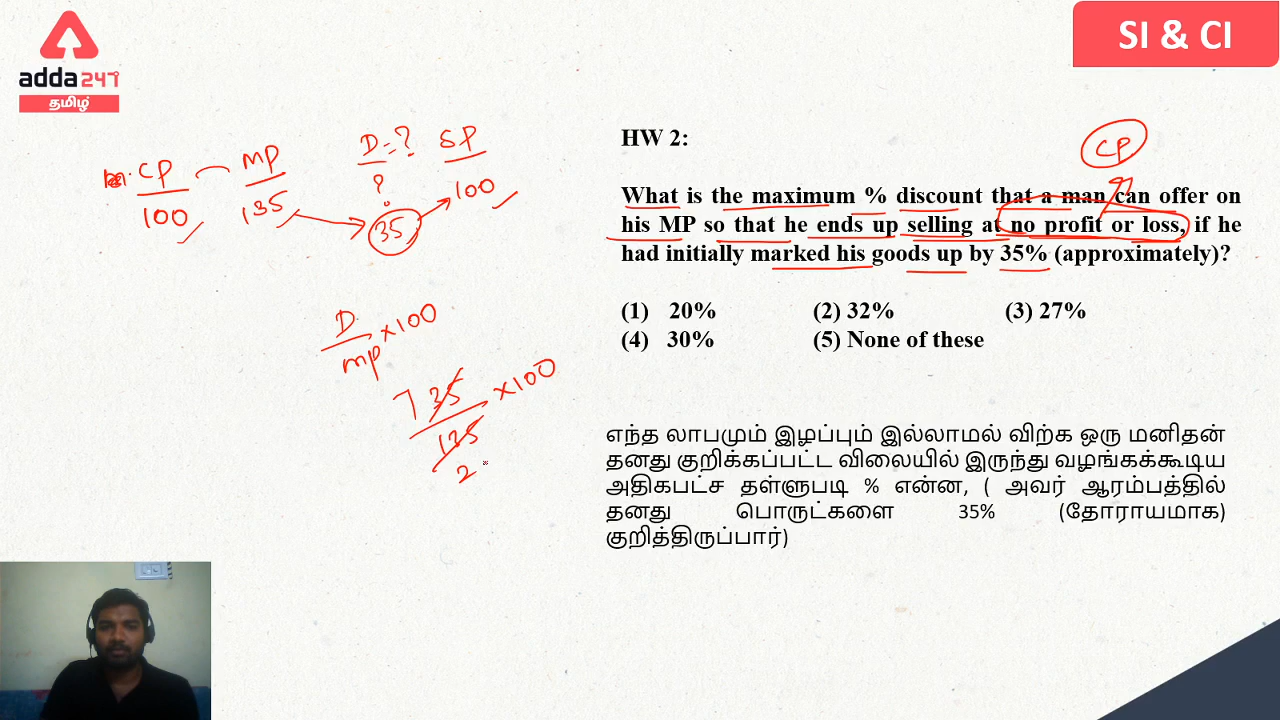 SI & CI
adda247
தமிழ்
CP
MP
D=?
SP
100
135
?
35
100
D/MP ×100
7 35/135 ×100
2
CP
HW 2:
What is the maximum % discount that a man can offer on
his MP so that he ends up selling at no profit or loss, if he
had initially marked his goods up by 35% (approximately)?
(1) 20% (2) 32% (3) 27%
(4) 30% (5) None of these
எந்த லாபமும் இழப்பும் இல்லாமல் விற்க ஒரு மனிதன்
தனது குறிக்கப்பட்ட விலையில் இருந்து வழங்கக்கூடிய
அதிகபட்ச தள்ளுபடி % என்ன, ( அவர் ஆரம்பத்தில்
தனது பொருட்களை 35% (தோராயமாக)
குறித்திருப்பார்)